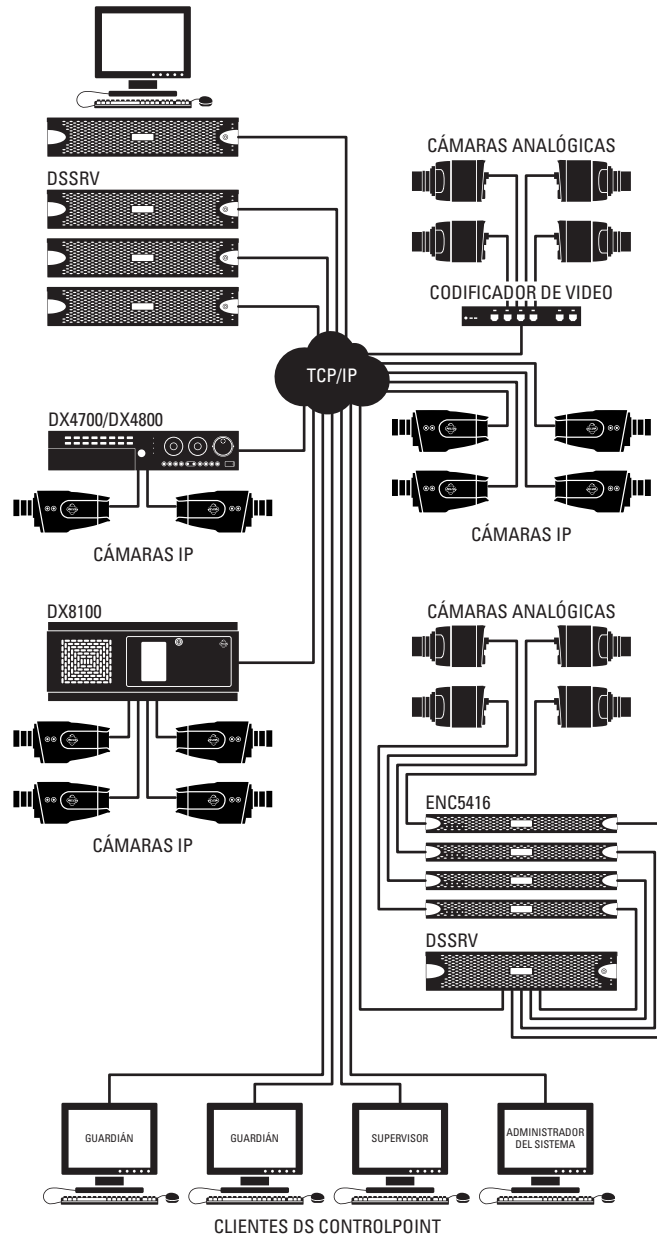 DSSRV
CÁMARAS ANALÓGICAS
CODIFICADOR DE VIDEO
TCP/IP
DX4700/DX4800
CÁMARAS IP
CÁMARAS IP
DX8100
CÁMARAS IP
CÁMARAS ANALÓGICAS
ENC5416
DSSRV
GUARDIÁN
GUARDIÁN
SUPERVISOR
ADMINISTRADOR
DEL SISTEMA
CLIENTES DS CONTROLPOINT